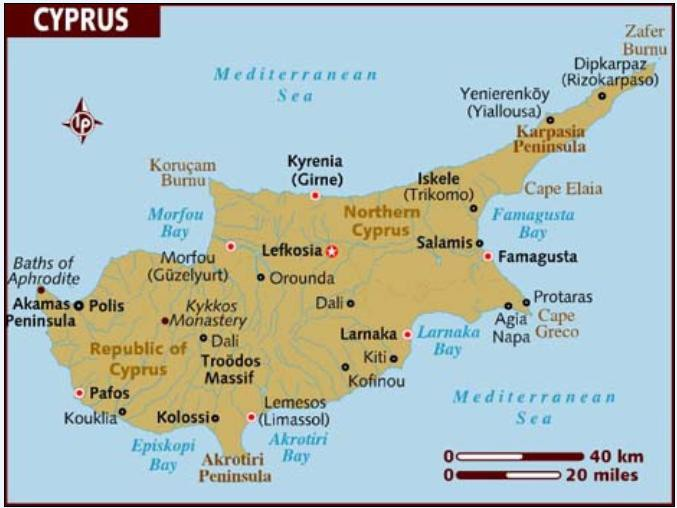 CYPRUS
Zafer
Burnu
Mediterranean
Sea
Dipkarpaz
(Rizokarpaso)
Yenierenköy
(Yiallousa)
lp
Karpasia
Peninsula
Koruçam
Burnu
Kyrenia
(Girne)
Iskele
(Trikomo)
Cape Elaia
Morfou
Bay
Northern
Cyprus
Famagusta
Bay
Lefkosia
Salamis
Famagusta
Morfou
(Güzelyurt)
Baths of
Aphrodite
Orounda
Akamas
Peninsula
Polis
Kykkos
Monastery
Dali
Protaras
Agia
Napa
Cape
Greco
Larnaka
Larnaka
Bay
Republic of
Cyprus
Dali
Troödos
Massif
Kiti
Kofinou
Pafos
Kouklia
Kolossi
Lemesos
(Limassol)
Mediterranean
Sea
Episkopi
Bay
Akrotiri
Peninsula
Akrotiri
Bay
0 40 km
0 20 miles